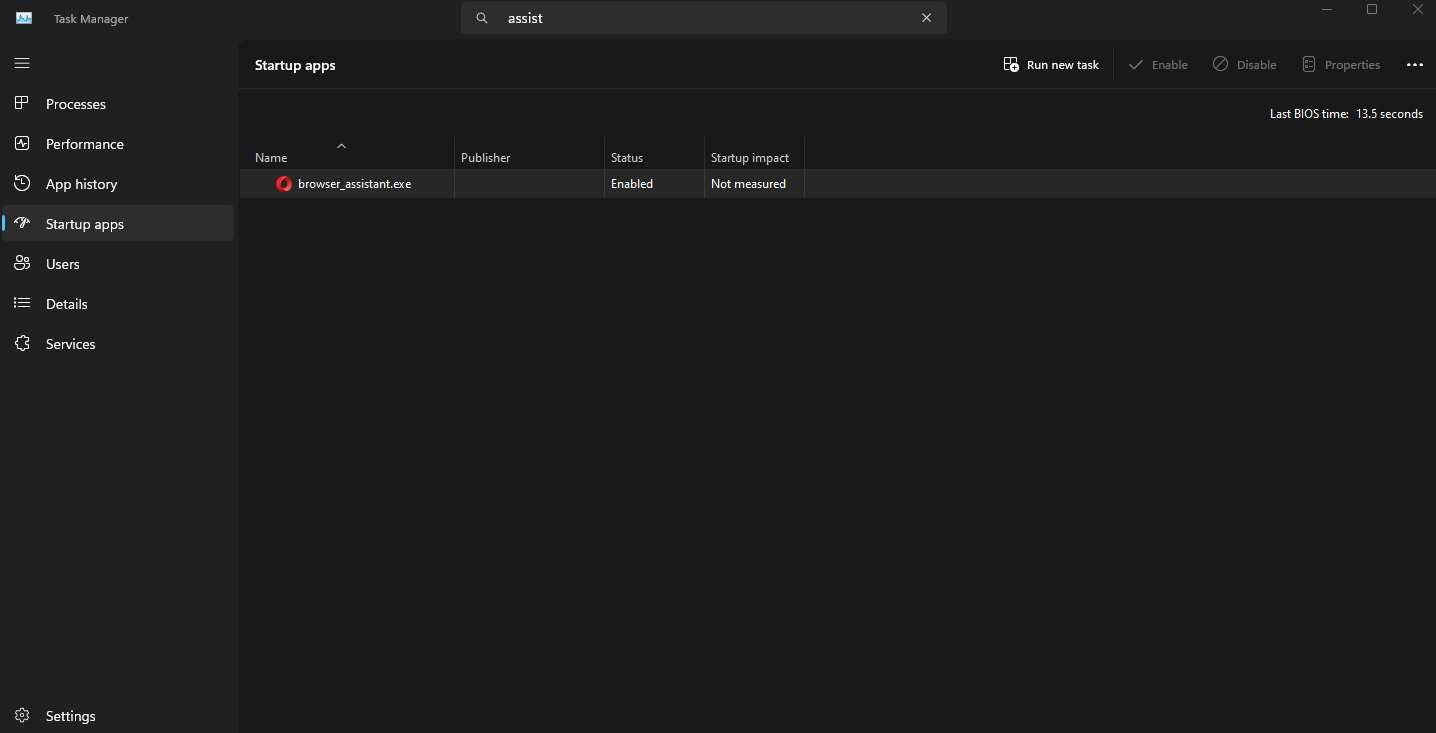 Task Manager
assist
Startup apps
Run new task
Enable
Disable
Properties
Last BIOS time: 13.5 seconds
Name Publisher Status Startup impact
browser_assistant.exe Enabled Not measured
Processes
Performance
App history
Startup apps
Users
Details
Services
Settings